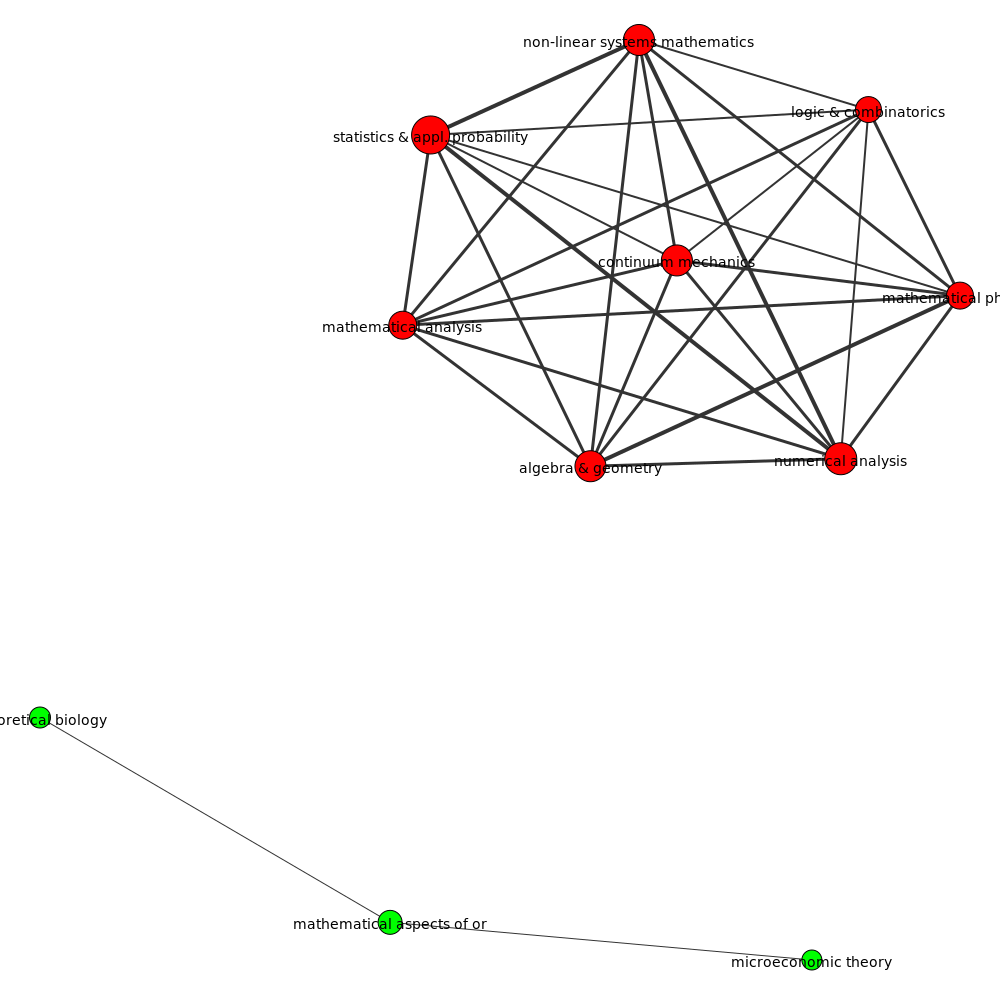 non-linear systems mathematics
logic & combinatorics
statistics & appl. probability
continuum mechanics
mathematical ph
mathematical analysis
numerical analysis
algebra & geometry
oretical biology
mathematical aspects of or
microeconomic theory